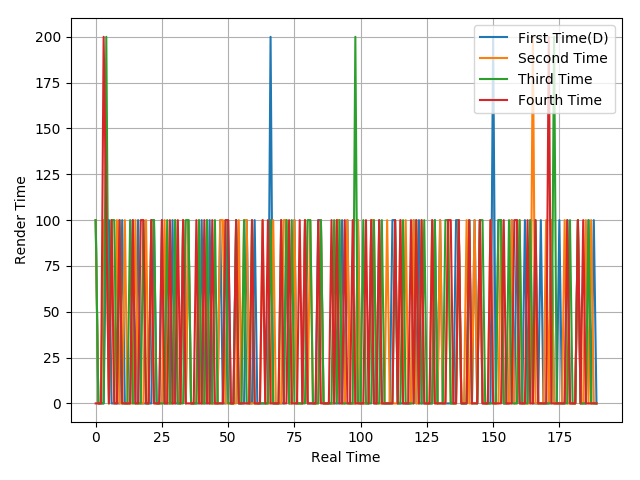 First Time(D)
Second Time
Third Time
Fourth Time
200
175
150
125
100
75
50
25
0
Render Time
0
25
50
75
100
125
150
175
Real Time